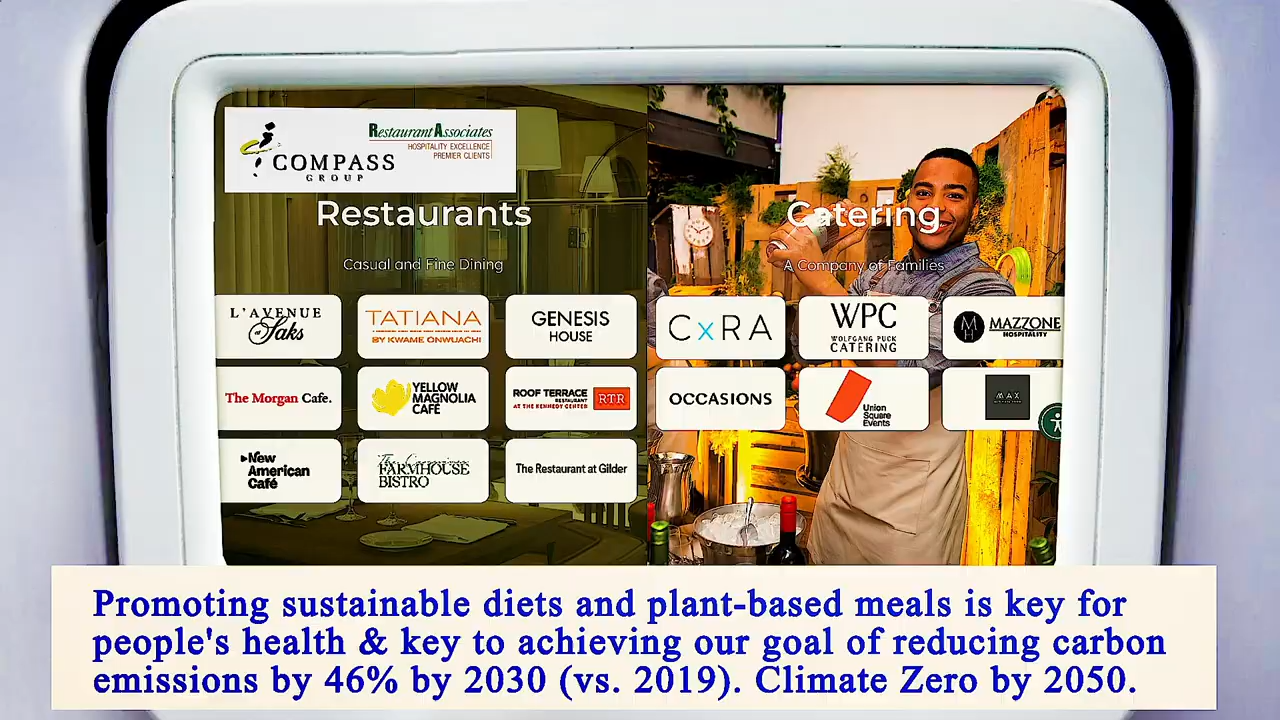 COMPASS
GROUP
Restaurant Associates
HOSPITALITY EXCELLENCE
PREMIER CLIENTS
Restaurants
Casual and Fine Dining
L'AVENUE
at Saks
TATIANA
BY KWAME ONWUACHI
GENESIS
HOUSE
The Morgan Cafe.
YELLOW
MAGNOLIA
CAFÉ
ROOF TERRACE
RESTAURANT
AT THE KENNEDY CENTER
RTR
New
American
Café
FARMHOUSE
BISTRO
The Restaurant at Gilder
Catering
A Company of Families
CxRA
WPC
WOLFGANG PUCK
CATERING
MH
MAZZONE
HOSPITALITY
OCCASIONS
Union
Square
Events
MAX
Promoting sustainable diets and plant-based meals is key for
people's health & key to achieving our goal of reducing carbon
emissions by 46% by 2030 (vs. 2019). Climate Zero by 2050.